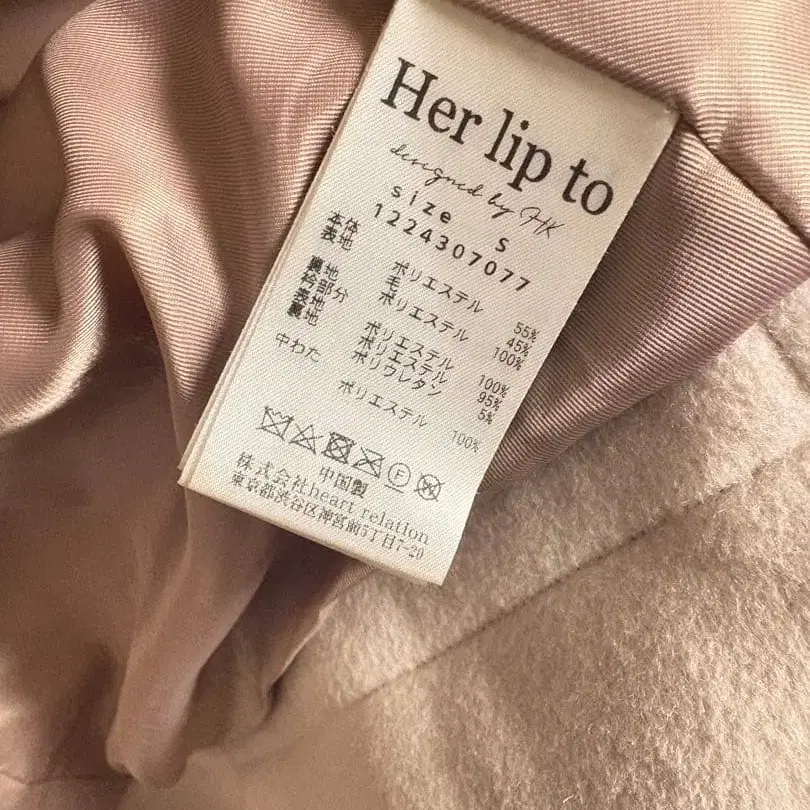 Her lip to
designed by HK
size S
1224307077
本体
表地 ポリエステル 55%
毛 45%
裏地 ポリエステル 100%
衿部分
表地 ポリエステル 100%
裏地 ポリエステル 95%
ポリウレタン 5%
中わた ポリエステル 100%
F
W
中国製
株式会社heart relation
東京都渋谷区神宮前5丁目7-20